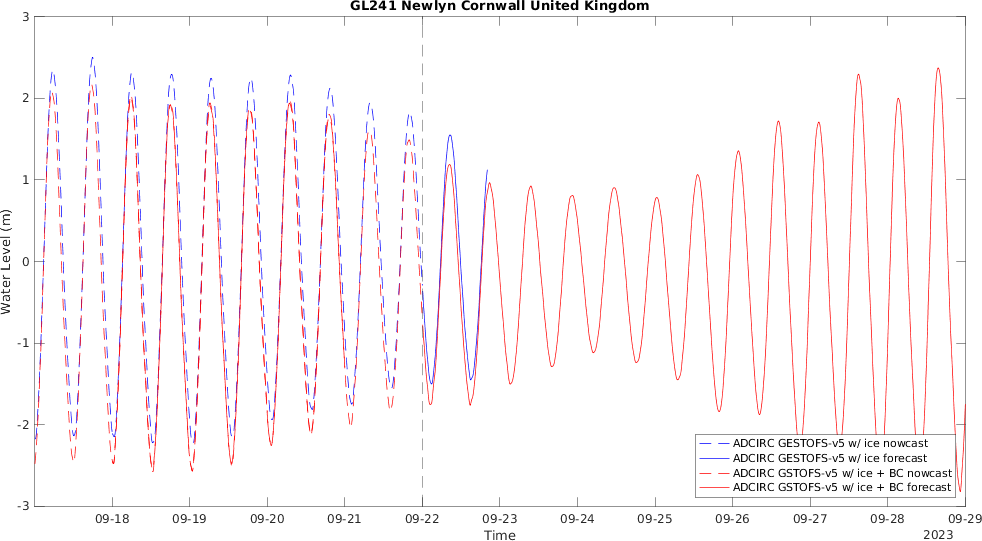 GL241 Newlyn Cornwall United Kingdom
3
2
1
0
-1
-2
-3
Water Level (m)
ADCIRC GESTOFS-v5 w/ ice nowcast
ADCIRC GESTOFS-v5 w/ ice forecast
ADCIRC GSTOFS-v5 w/ ice + BC nowcast
ADCIRC GSTOFS-v5 w/ ice + BC forecast
09-18 09-19 09-20 09-21 09-22 09-23 09-24 09-25 09-26 09-27 09-28 09-29
Time
2023